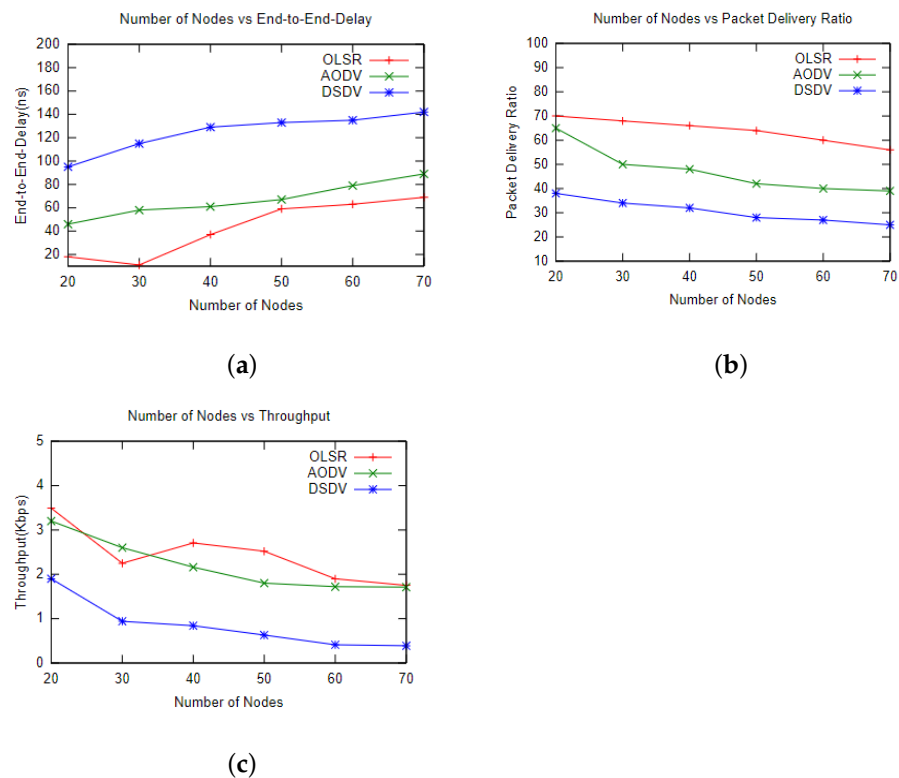 Number of Nodes vs End-to-End-Delay
200
180
160
140
120
100
80
60
40
20
End-to-End-Delay(ns)
OLSR
AODV
DSDV
20 30 40 50 60 70
Number of Nodes
(a)
Number of Nodes vs Packet Delivery Ratio
100
90
80
70
60
50
40
30
20
10
Packet Delivery Ratio
OLSR
AODV
DSDV
20 30 40 50 60 70
Number of Nodes
(b)
Number of Nodes vs Throughput
5
4
3
2
1
0
Throughput(Kbps)
OLSR
AODV
DSDV
20 30 40 50 60 70
Number of Nodes
(c)